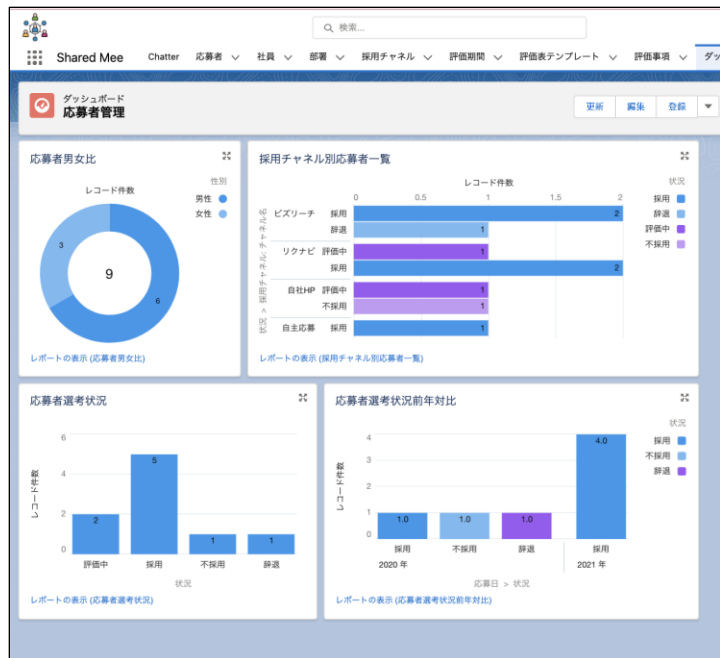 検索...
Shared Mee Chatter 応募者 社員 部署 採用チャネル 評価期間 評価表テンプレート 評価事項 ダッ
ダッシュボード
応募者管理
更新 編集 登録
応募者男女比
レコード件数
性別
男性
女性
3
9
6
レポートの表示 (応募者男女比)
採用チャネル別応募者一覧
レコード件数
0 0.5 1 1.5 2
状況 > 採用チャネル: チャネル名
ビズリーチ 採用 2
辞退 1
リクナビ 評価中 1
採用 2
自社HP 評価中 1
不採用 1
自主応募 採用 1
状況
採用
辞退
評価中
不採用
レポートの表示 (採用チャネル別応募者一覧)
応募者選考状況
レコード件数
6
4
2
0
2 5 1 1
評価中 採用 不採用 辞退
状況
レポートの表示 (応募者選考状況)
応募者選考状況前年対比
レコード件数
4
3
2
1
0
1.0 1.0 1.0 4.0
採用 不採用 辞退 採用
2020 年 2021 年
応募日 > 状況
状況
採用
不採用
辞退
レポートの表示 (応募者選考状況前年対比)